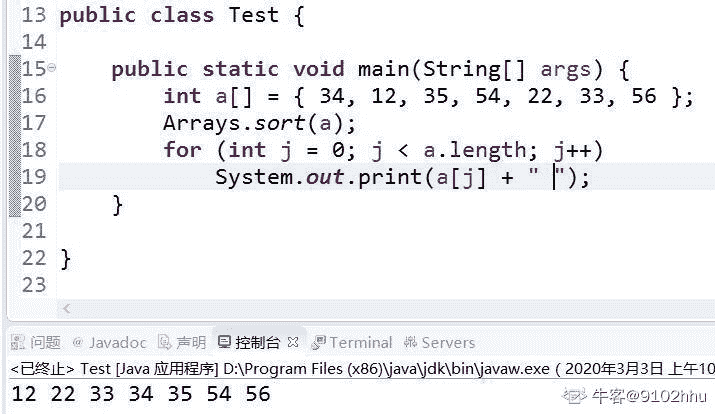 13 public class Test {
14
15 public static void main(String[] args) {
16 int a[] = { 34, 12, 35, 54, 22, 33, 56 };
17 Arrays.sort(a);
18 for (int j = 0; j < a.length; j++)
19 System.out.print(a[j] + " ");
20 }
21
22 }
23
问题 @ Javadoc 声明 控制台 Terminal Servers
<已终止> Test [Java 应用程序] D:\Program Files (x86)\java\jdk\bin\javaw.exe ( 2020年3月3日 上午10
12 22 33 34 35 54 56
牛客@9102hhu